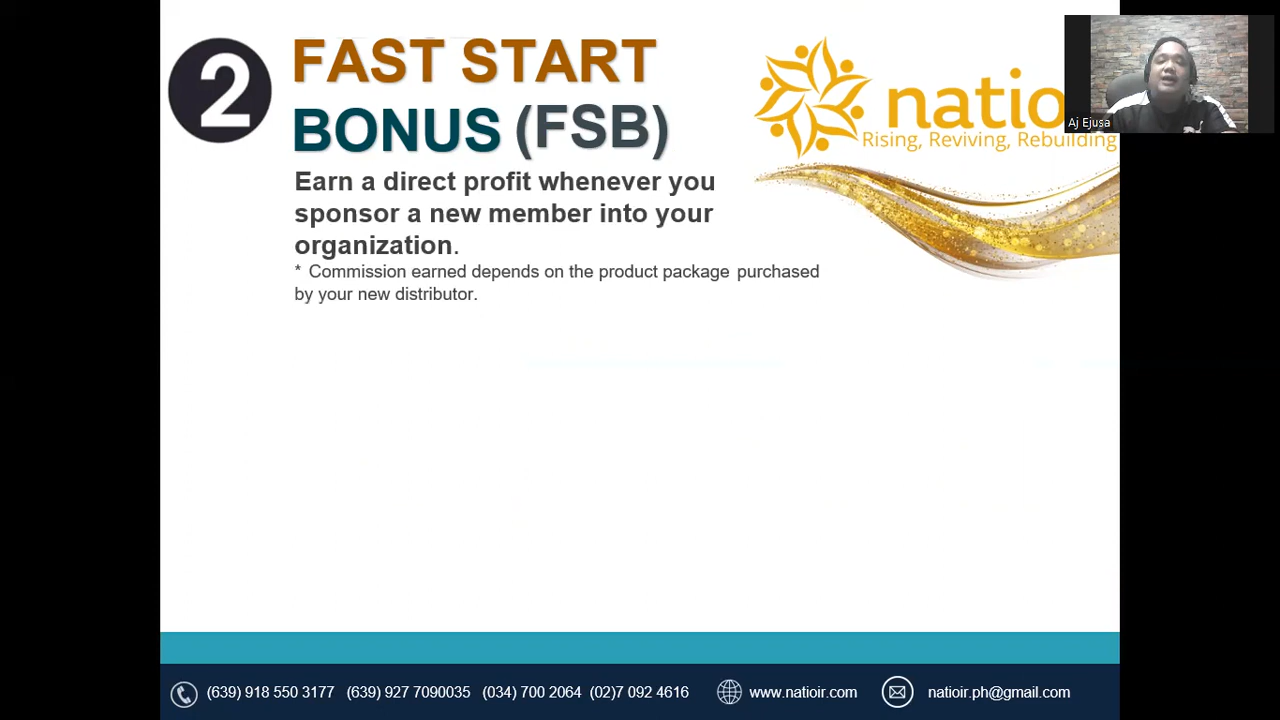 2
FAST START
BONUS (FSB)
Earn a direct profit whenever you
sponsor a new member into your
organization.
* Commission earned depends on the product package purchased
by your new distributor.
natio
Rising, Reviving, Rebuilding
Aj Ejusa
(639) 918 550 3177 (639) 927 7090035 (034) 700 2064 (02)7 092 4616 www.natioir.com natioir.ph@gmail.com